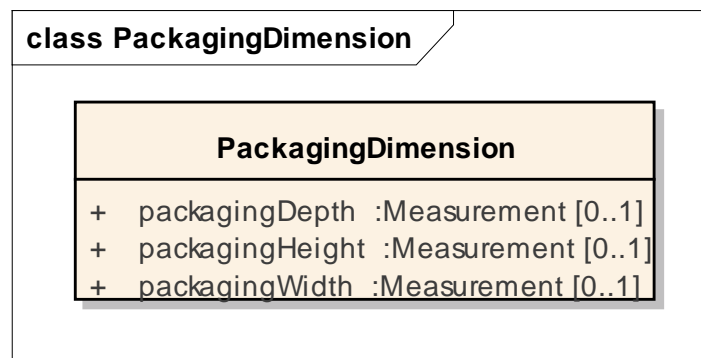 class PackagingDimension
PackagingDimension
+ packagingDepth :Measurement [0..1]
+ packagingHeight :Measurement [0..1]
+ packagingWidth :Measurement [0..1]